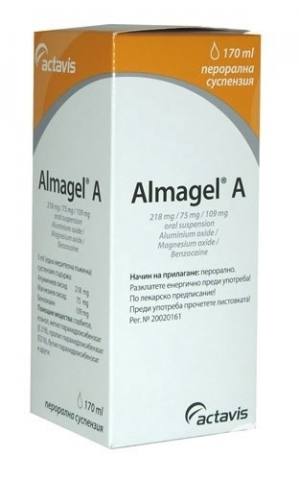 actavis
Almagel® A
218 mg / 75 mg / 109 mg
oral suspension
Aluminium oxide /
Magnesium oxide /
Benzocaine
218 mg
75 mg
109 mg
170 ml
перорална суспензия
170 ml
перорална
суспензия
Almagel® A
218 mg / 75 mg / 109 mg
oral suspension
Aluminium oxide /
Magnesium oxide /
Benzocaine
Начин на прилагане: перорално.
Разклатете енергично преди употреба!
По лекарско предписание!
Преди употреба прочетете листовката!
Рег. № 20020161
actavis